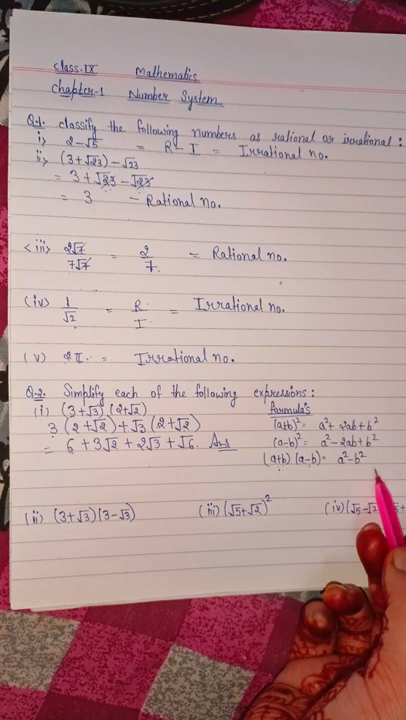 Class-IX Mathematics
Chapter-1 Number System
Q.1. Classify the following numbers as rational or irrational :
i) 2-√5 = R-I = Irrational no.
ii) (3+√23)-√23
= 3+√23-√23
= 3 - Rational no.
(iii) 2√7/7√7 = 2/7 = Rational no.
(iv) 1/√2 = R/I = Irrational no.
(v) 2π = Irrational no.
Q.2. Simplify each of the following expressions :
(i) (3+√3)(2+√2)
3(2+√2)+√3(2+√2)
= 6+3√2+2√3+√6. Ans
formula's
(a+b)² = a²+2ab+b²
(a-b)² = a²-2ab+b²
(a+b)(a-b) = a²-b²
(ii) (3+√3)(3-√3) (iii) (√5+√2)² (iv) (√5-√2